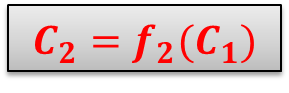 C₂ = f₂(C₁)